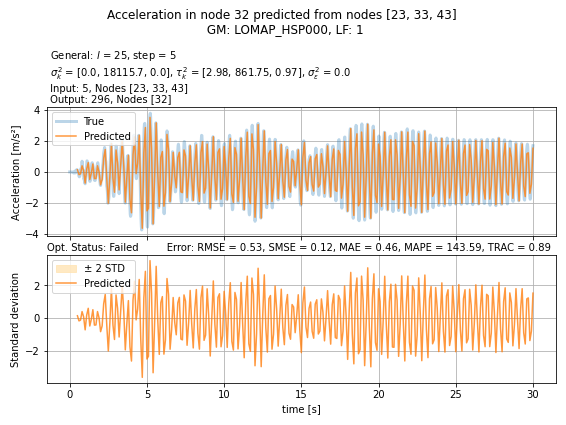 Acceleration in node 32 predicted from nodes [23, 33, 43]
GM: LOMAP_HSP000, LF: 1
General: l = 25, step = 5
σ²ₖ = [0.0, 18115.7, 0.0], τ²ₖ = [2.98, 861.75, 0.97], σ²ε = 0.0
Input: 5, Nodes [23, 33, 43]
Output: 296, Nodes [32]
Acceleration [m/s²]
4
2
0
−2
−4
True
Predicted
Opt. Status: Failed
Error: RMSE = 0.53, SMSE = 0.12, MAE = 0.46, MAPE = 143.59, TRAC = 0.89
Standard deviation
2
0
−2
± 2 STD
Predicted
0 5 10 15 20 25 30
time [s]